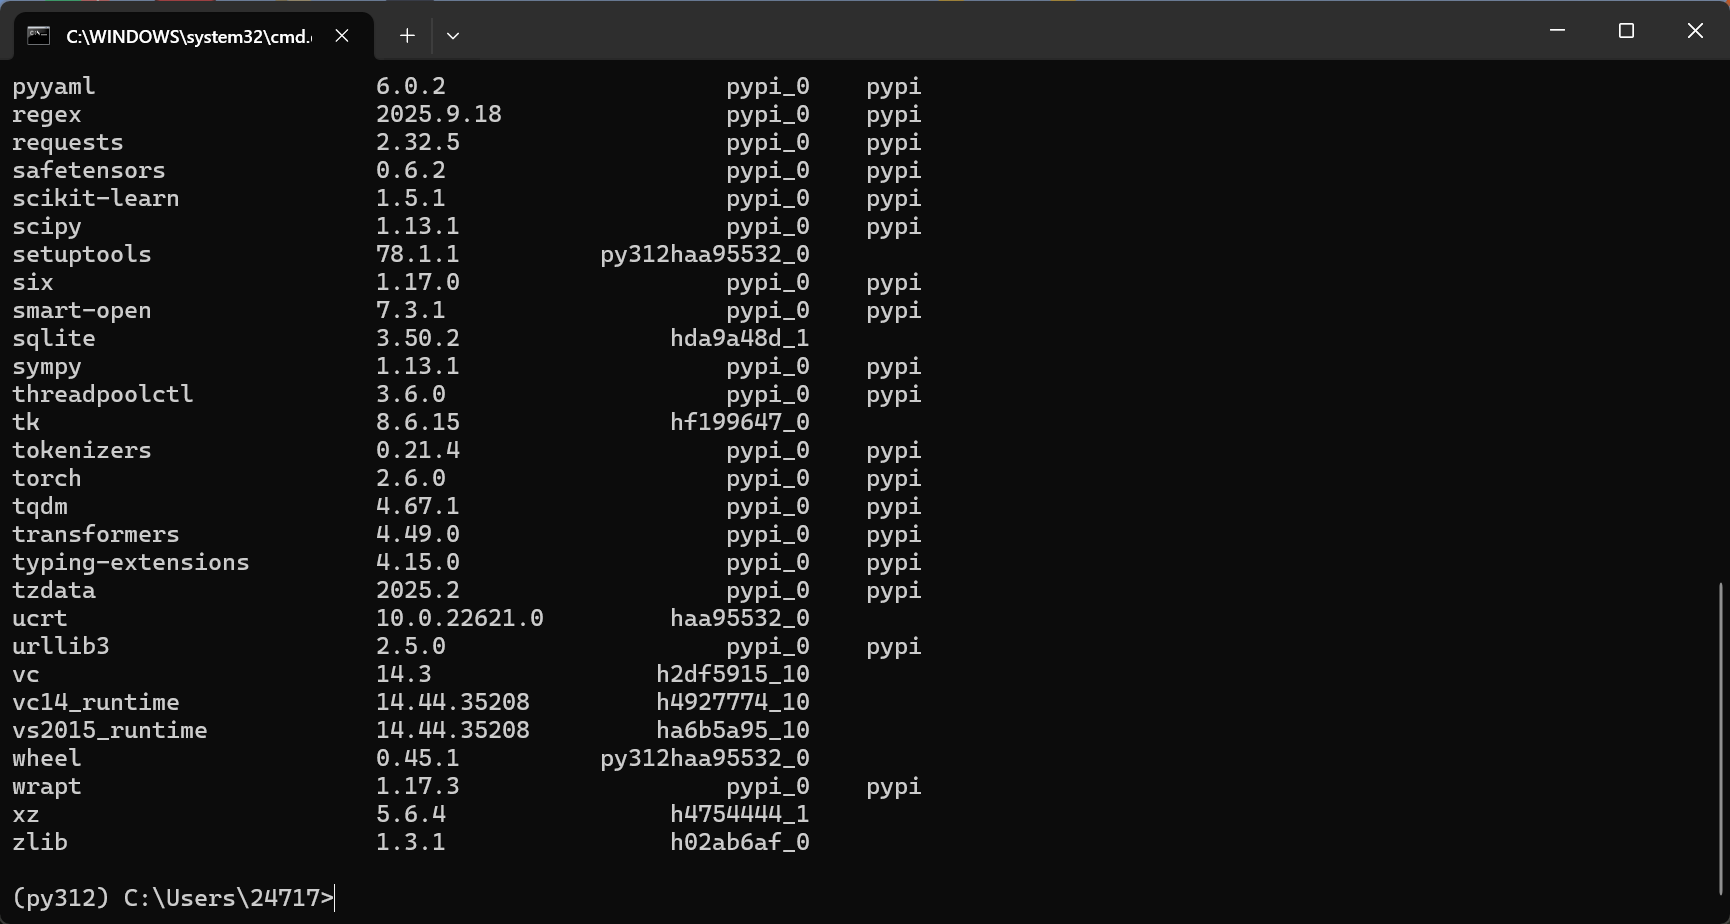 C:\WINDOWS\system32\cmd.
pyyaml 6.0.2 pypi_0 pypi
regex 2025.9.18 pypi_0 pypi
requests 2.32.5 pypi_0 pypi
safetensors 0.6.2 pypi_0 pypi
scikit-learn 1.5.1 pypi_0 pypi
scipy 1.13.1 pypi_0 pypi
setuptools 78.1.1 py312haa95532_0
six 1.17.0 pypi_0 pypi
smart-open 7.3.1 pypi_0 pypi
sqlite 3.50.2 hda9a48d_1
sympy 1.13.1 pypi_0 pypi
threadpoolctl 3.6.0 pypi_0 pypi
tk 8.6.15 hf199647_0
tokenizers 0.21.4 pypi_0 pypi
torch 2.6.0 pypi_0 pypi
tqdm 4.67.1 pypi_0 pypi
transformers 4.49.0 pypi_0 pypi
typing-extensions 4.15.0 pypi_0 pypi
tzdata 2025.2 pypi_0 pypi
ucrt 10.0.22621.0 haa95532_0
urllib3 2.5.0 pypi_0 pypi
vc 14.3 h2df5915_10
vc14_runtime 14.44.35208 h4927774_10
vs2015_runtime 14.44.35208 ha6b5a95_10
wheel 0.45.1 py312haa95532_0
wrapt 1.17.3 pypi_0 pypi
xz 5.6.4 h4754444_1
zlib 1.3.1 h02ab6af_0
(py312) C:\Users\24717>